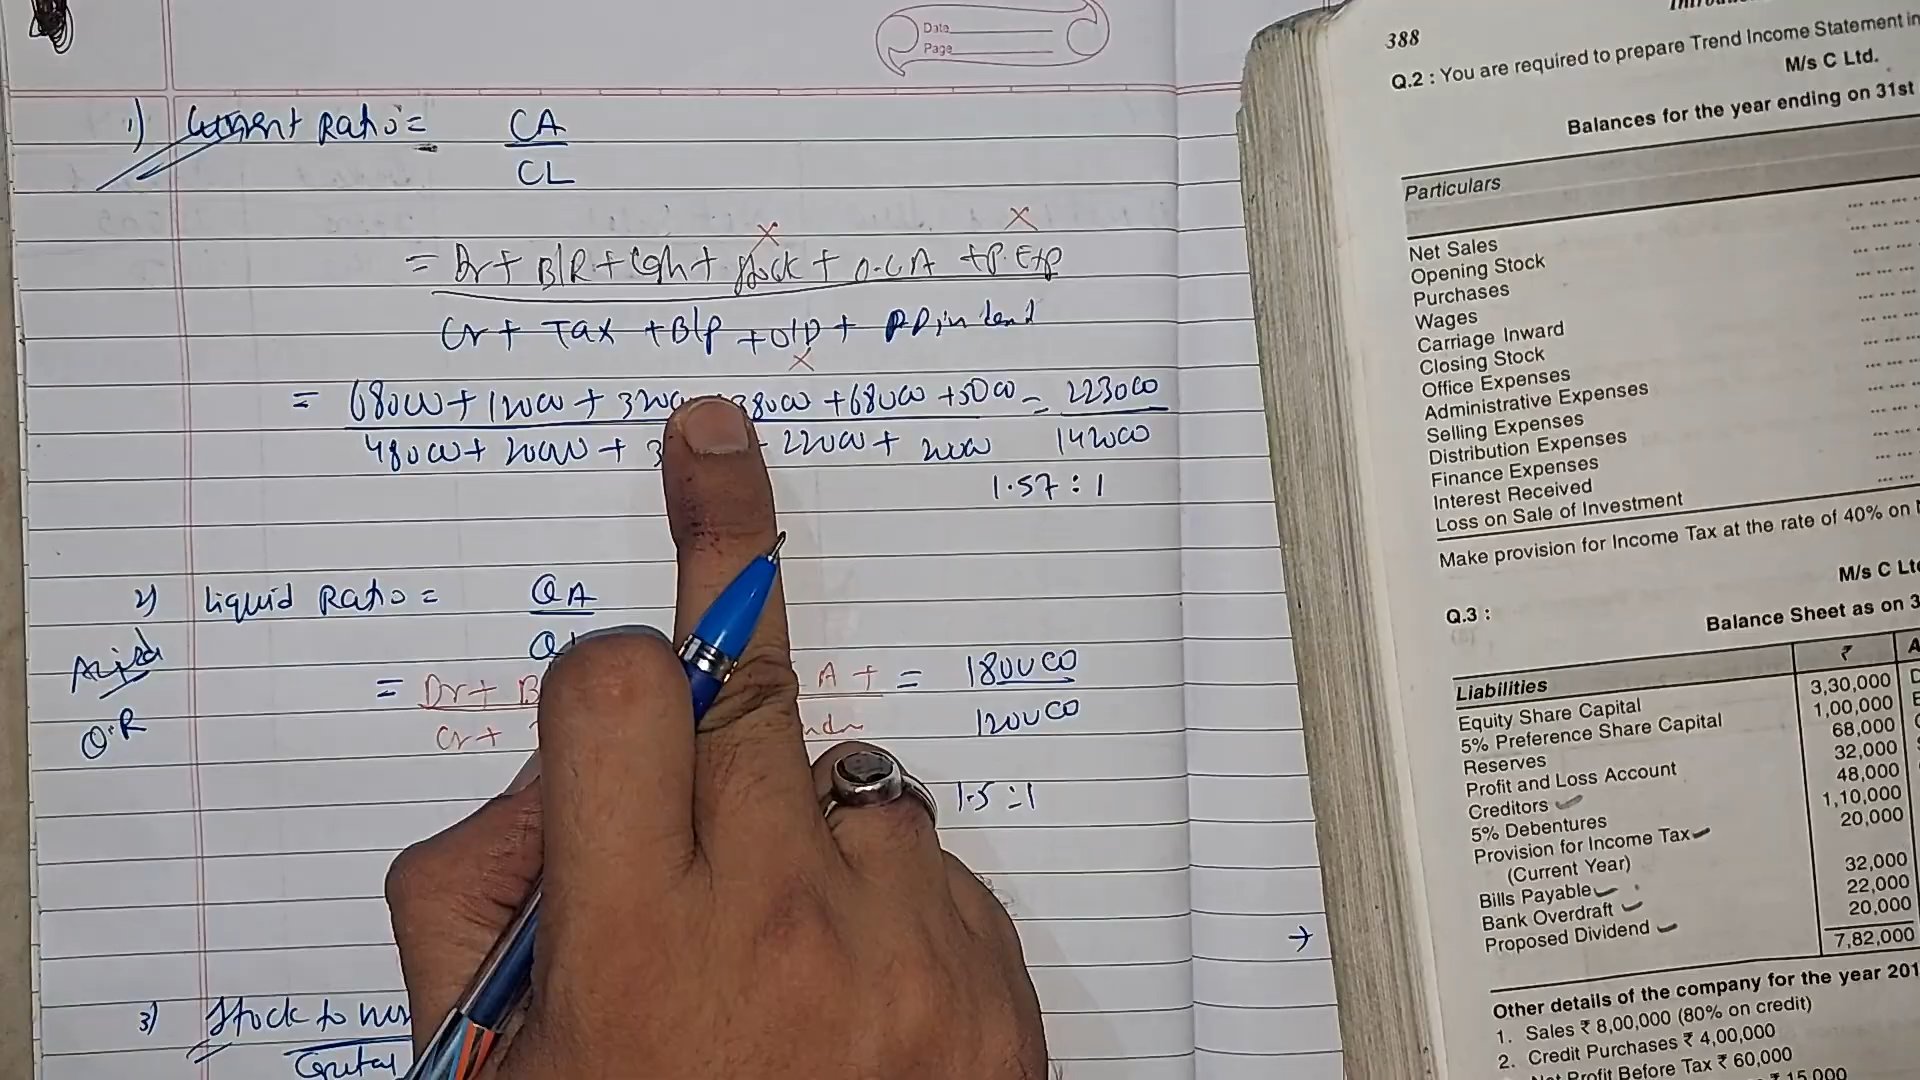 Date
Page
1) Current Ratio = CA
CL
= Dr + B/R + Cash + Stock + O.C.A + P. Exp
Cr + Tax + B/P + O/D + P Dividend
= 68000 + 12000 + 38000 + 68000 + 5000 = 223000
48000 + 20000 + 22000 + 20000 142000
1.57 : 1
2) Liquid Ratio = QA
Acid
Q.R
= Dr + A + = 180000
Cr + 120000
1.5 : 1
3) Stock to
388
Q.2 : You are required to prepare Trend Income Statement in
M/s C Ltd.
Balances for the year ending on 31st
Particulars
Net Sales
Opening Stock
Purchases
Wages
Carriage Inward
Closing Stock
Office Expenses
Administrative Expenses
Selling Expenses
Distribution Expenses
Finance Expenses
Interest Received
Loss on Sale of Investment
Make provision for Income Tax at the rate of 40% on
M/s C Lt
Q.3 :
Balance Sheet as on 3
Liabilities ₹ A
Equity Share Capital 3,30,000
5% Preference Share Capital 1,00,000
Reserves 68,000
Profit and Loss Account 32,000
Creditors 48,000
5% Debentures 1,10,000
Provision for Income Tax 20,000
(Current Year)
Bills Payable 32,000
Bank Overdraft 22,000
Proposed Dividend 20,000
7,82,000
Other details of the company for the year 201
1. Sales ₹ 8,00,000 (80% on credit)
2. Credit Purchases ₹ 4,00,000
Net Profit Before Tax ₹ 60,000
₹ 15,000